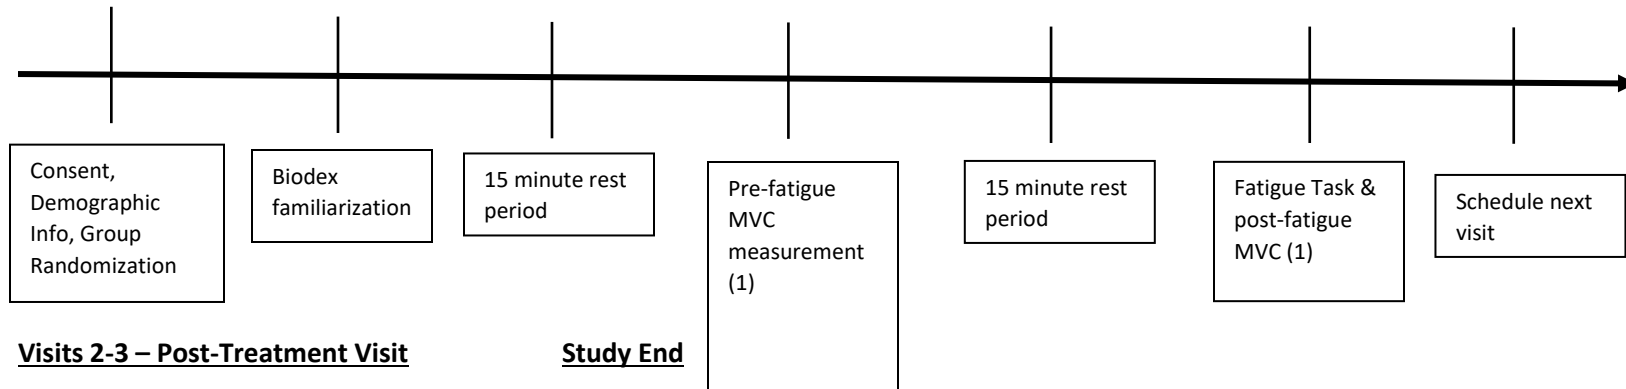 Consent,
Demographic
Info, Group
Randomization
Biodex
familiarization
15 minute rest
period
Pre-fatigue
MVC
measurement
(1)
15 minute rest
period
Fatigue Task &
post-fatigue
MVC (1)
Schedule next
visit
Visits 2-3 – Post-Treatment Visit
Study End